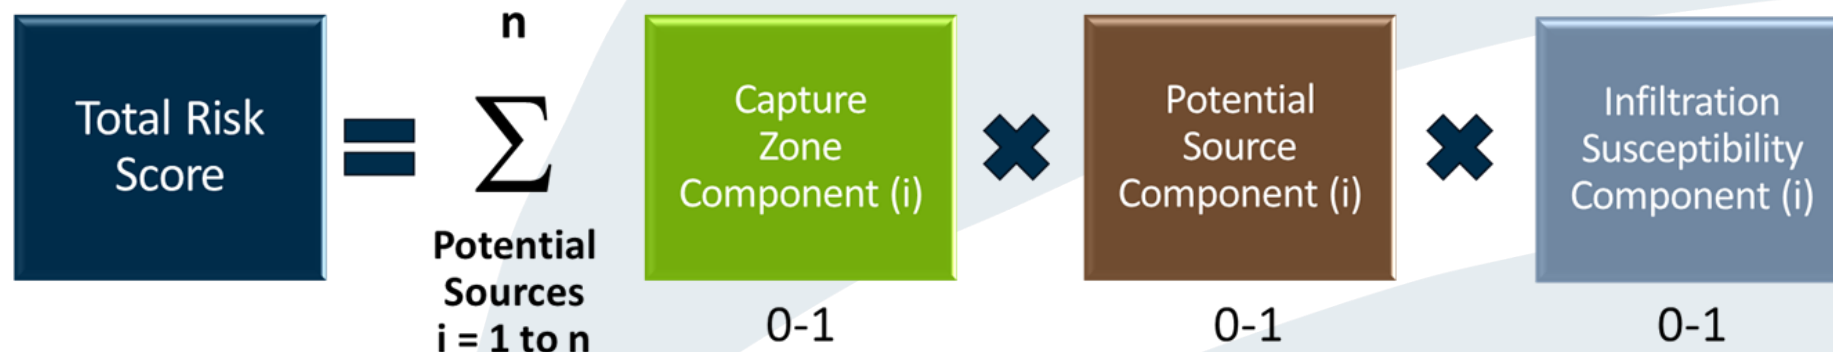 Total Risk
Score
=
n
Σ
Potential
Sources
i = 1 to n
Capture
Zone
Component (i)
0-1
×
Potential
Source
Component (i)
0-1
×
Infiltration
Susceptibility
Component (i)
0-1